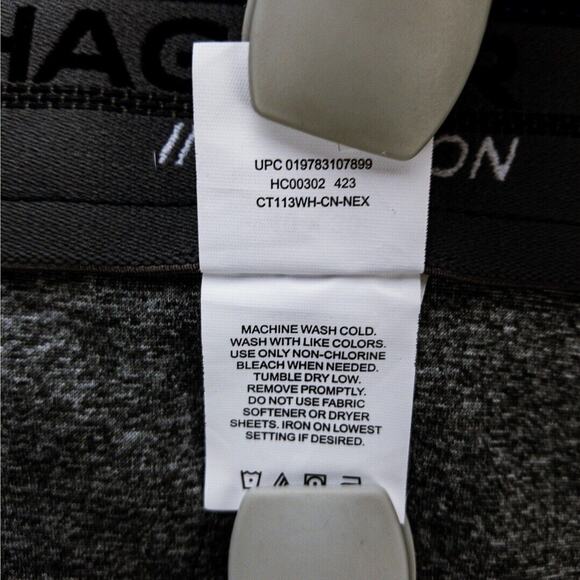 HAG R
ON
UPC 019783107899
HC00302 423
CT113WH-CN-NEX
MACHINE WASH COLD.
WASH WITH LIKE COLORS.
USE ONLY NON-CHLORINE
BLEACH WHEN NEEDED.
TUMBLE DRY LOW.
REMOVE PROMPTLY.
DO NOT USE FABRIC
SOFTENER OR DRYER
SHEETS. IRON ON LOWEST
SETTING IF DESIRED.